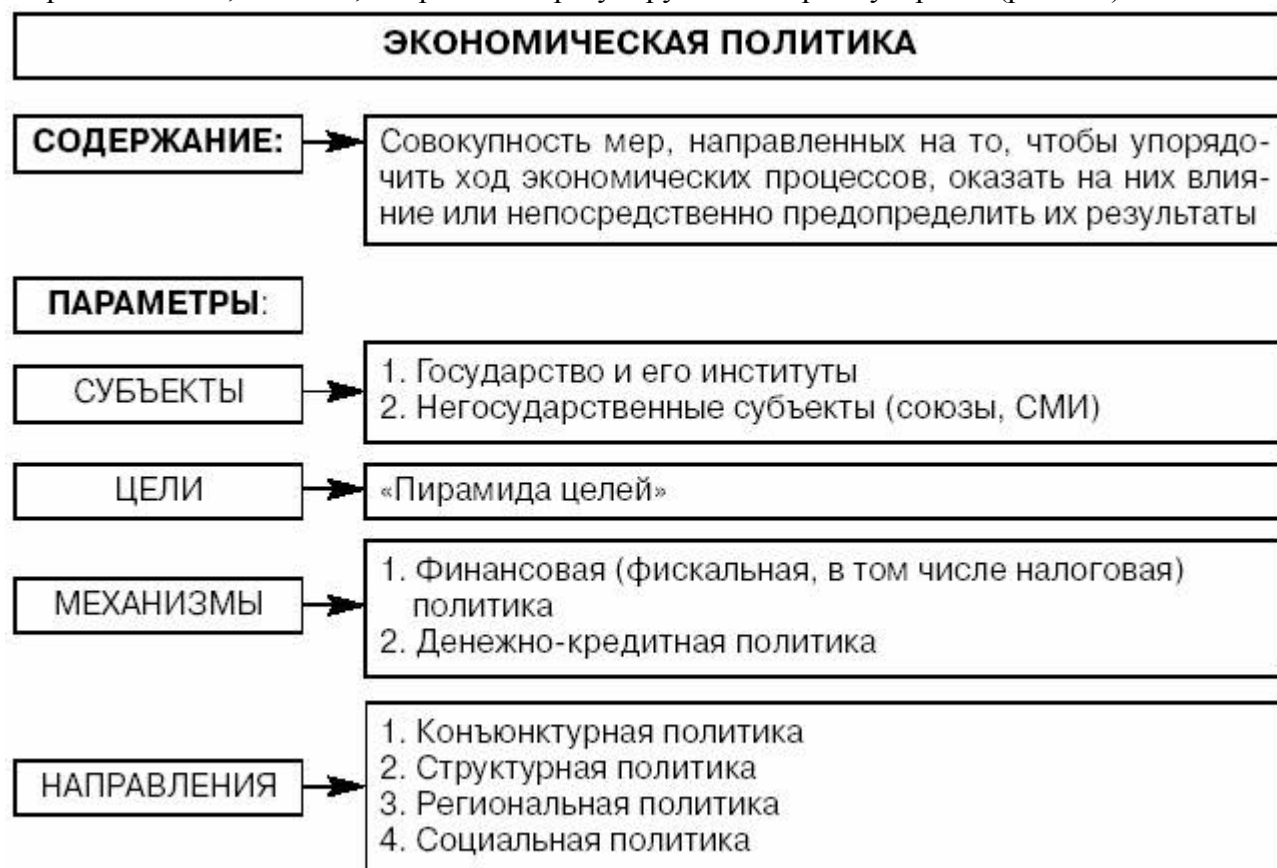 ЭКОНОМИЧЕСКАЯ ПОЛИТИКА
СОДЕРЖАНИЕ:
Совокупность мер, направленных на то, чтобы упорядо-
чить ход экономических процессов, оказать на них влия-
ние или непосредственно предопределить их результаты
ПАРАМЕТРЫ:
СУБЪЕКТЫ
1. Государство и его институты
2. Негосударственные субъекты (союзы, СМИ)
ЦЕЛИ
«Пирамида целей»
МЕХАНИЗМЫ
1. Финансовая (фискальная, в том числе налоговая)
политика
2. Денежно-кредитная политика
НАПРАВЛЕНИЯ
1. Конъюнктурная политика
2. Структурная политика
3. Региональная политика
4. Социальная политика